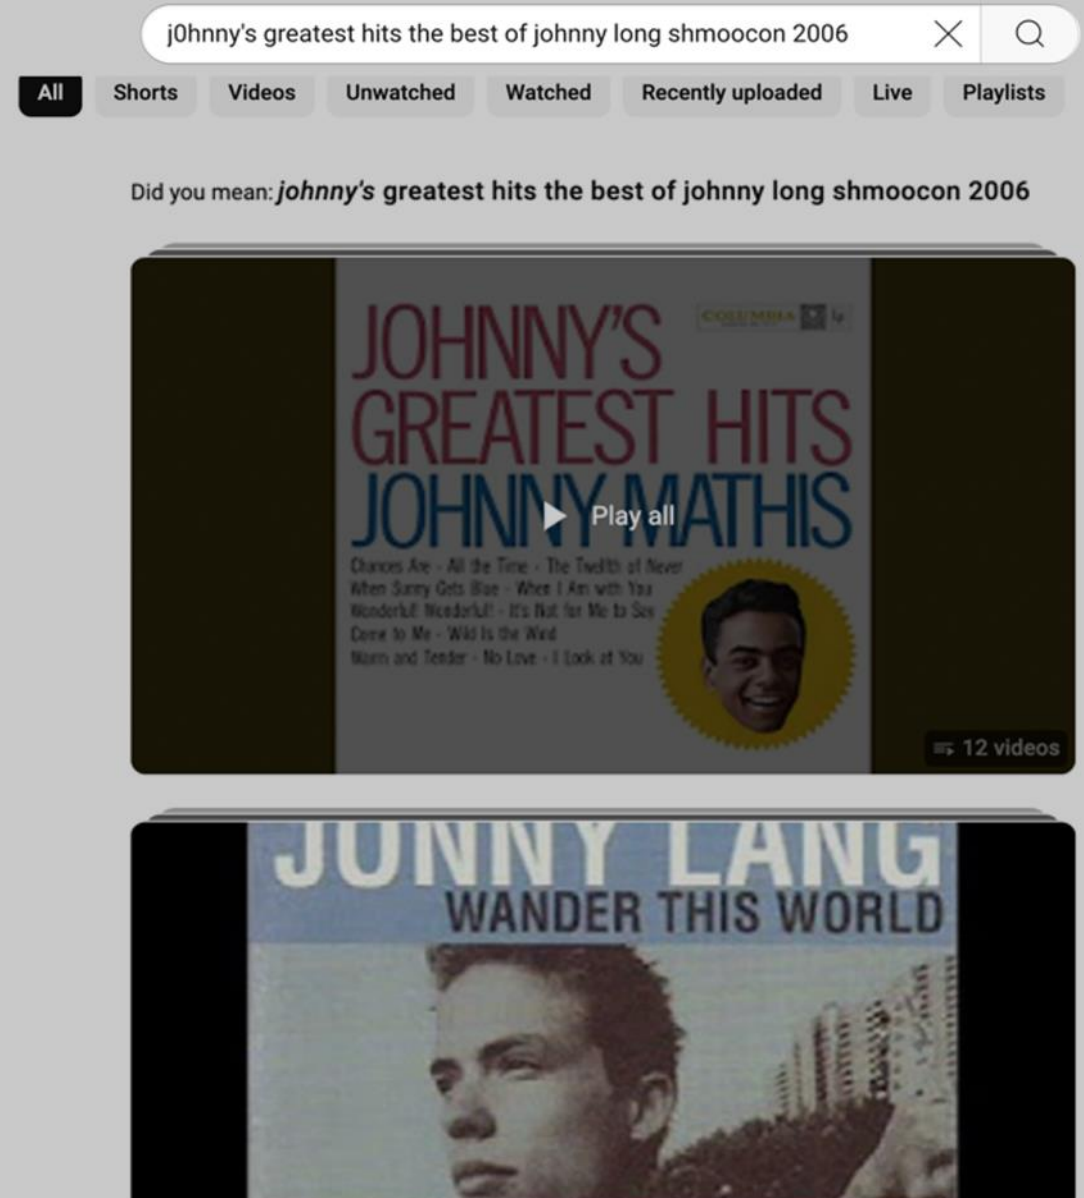 j0hnny's greatest hits the best of johnny long shmoocon 2006
All Shorts Videos Unwatched Watched Recently uploaded Live Playlists
Did you mean: johnny's greatest hits the best of johnny long shmoocon 2006
JOHNNY'S
COLUMBIA lp
GREATEST HITS
JOHNNY MATHIS
Play all
Chances Are - All the Time - The Twelfth of Never
When Sunny Gets Blue - When I Am with You
Wonderful! Wonderful! - It's Not for Me to Say
Come to Me - Wild Is the Wind
Warm and Tender - No Love - I Look at You
12 videos
JONNY LANG
WANDER THIS WORLD